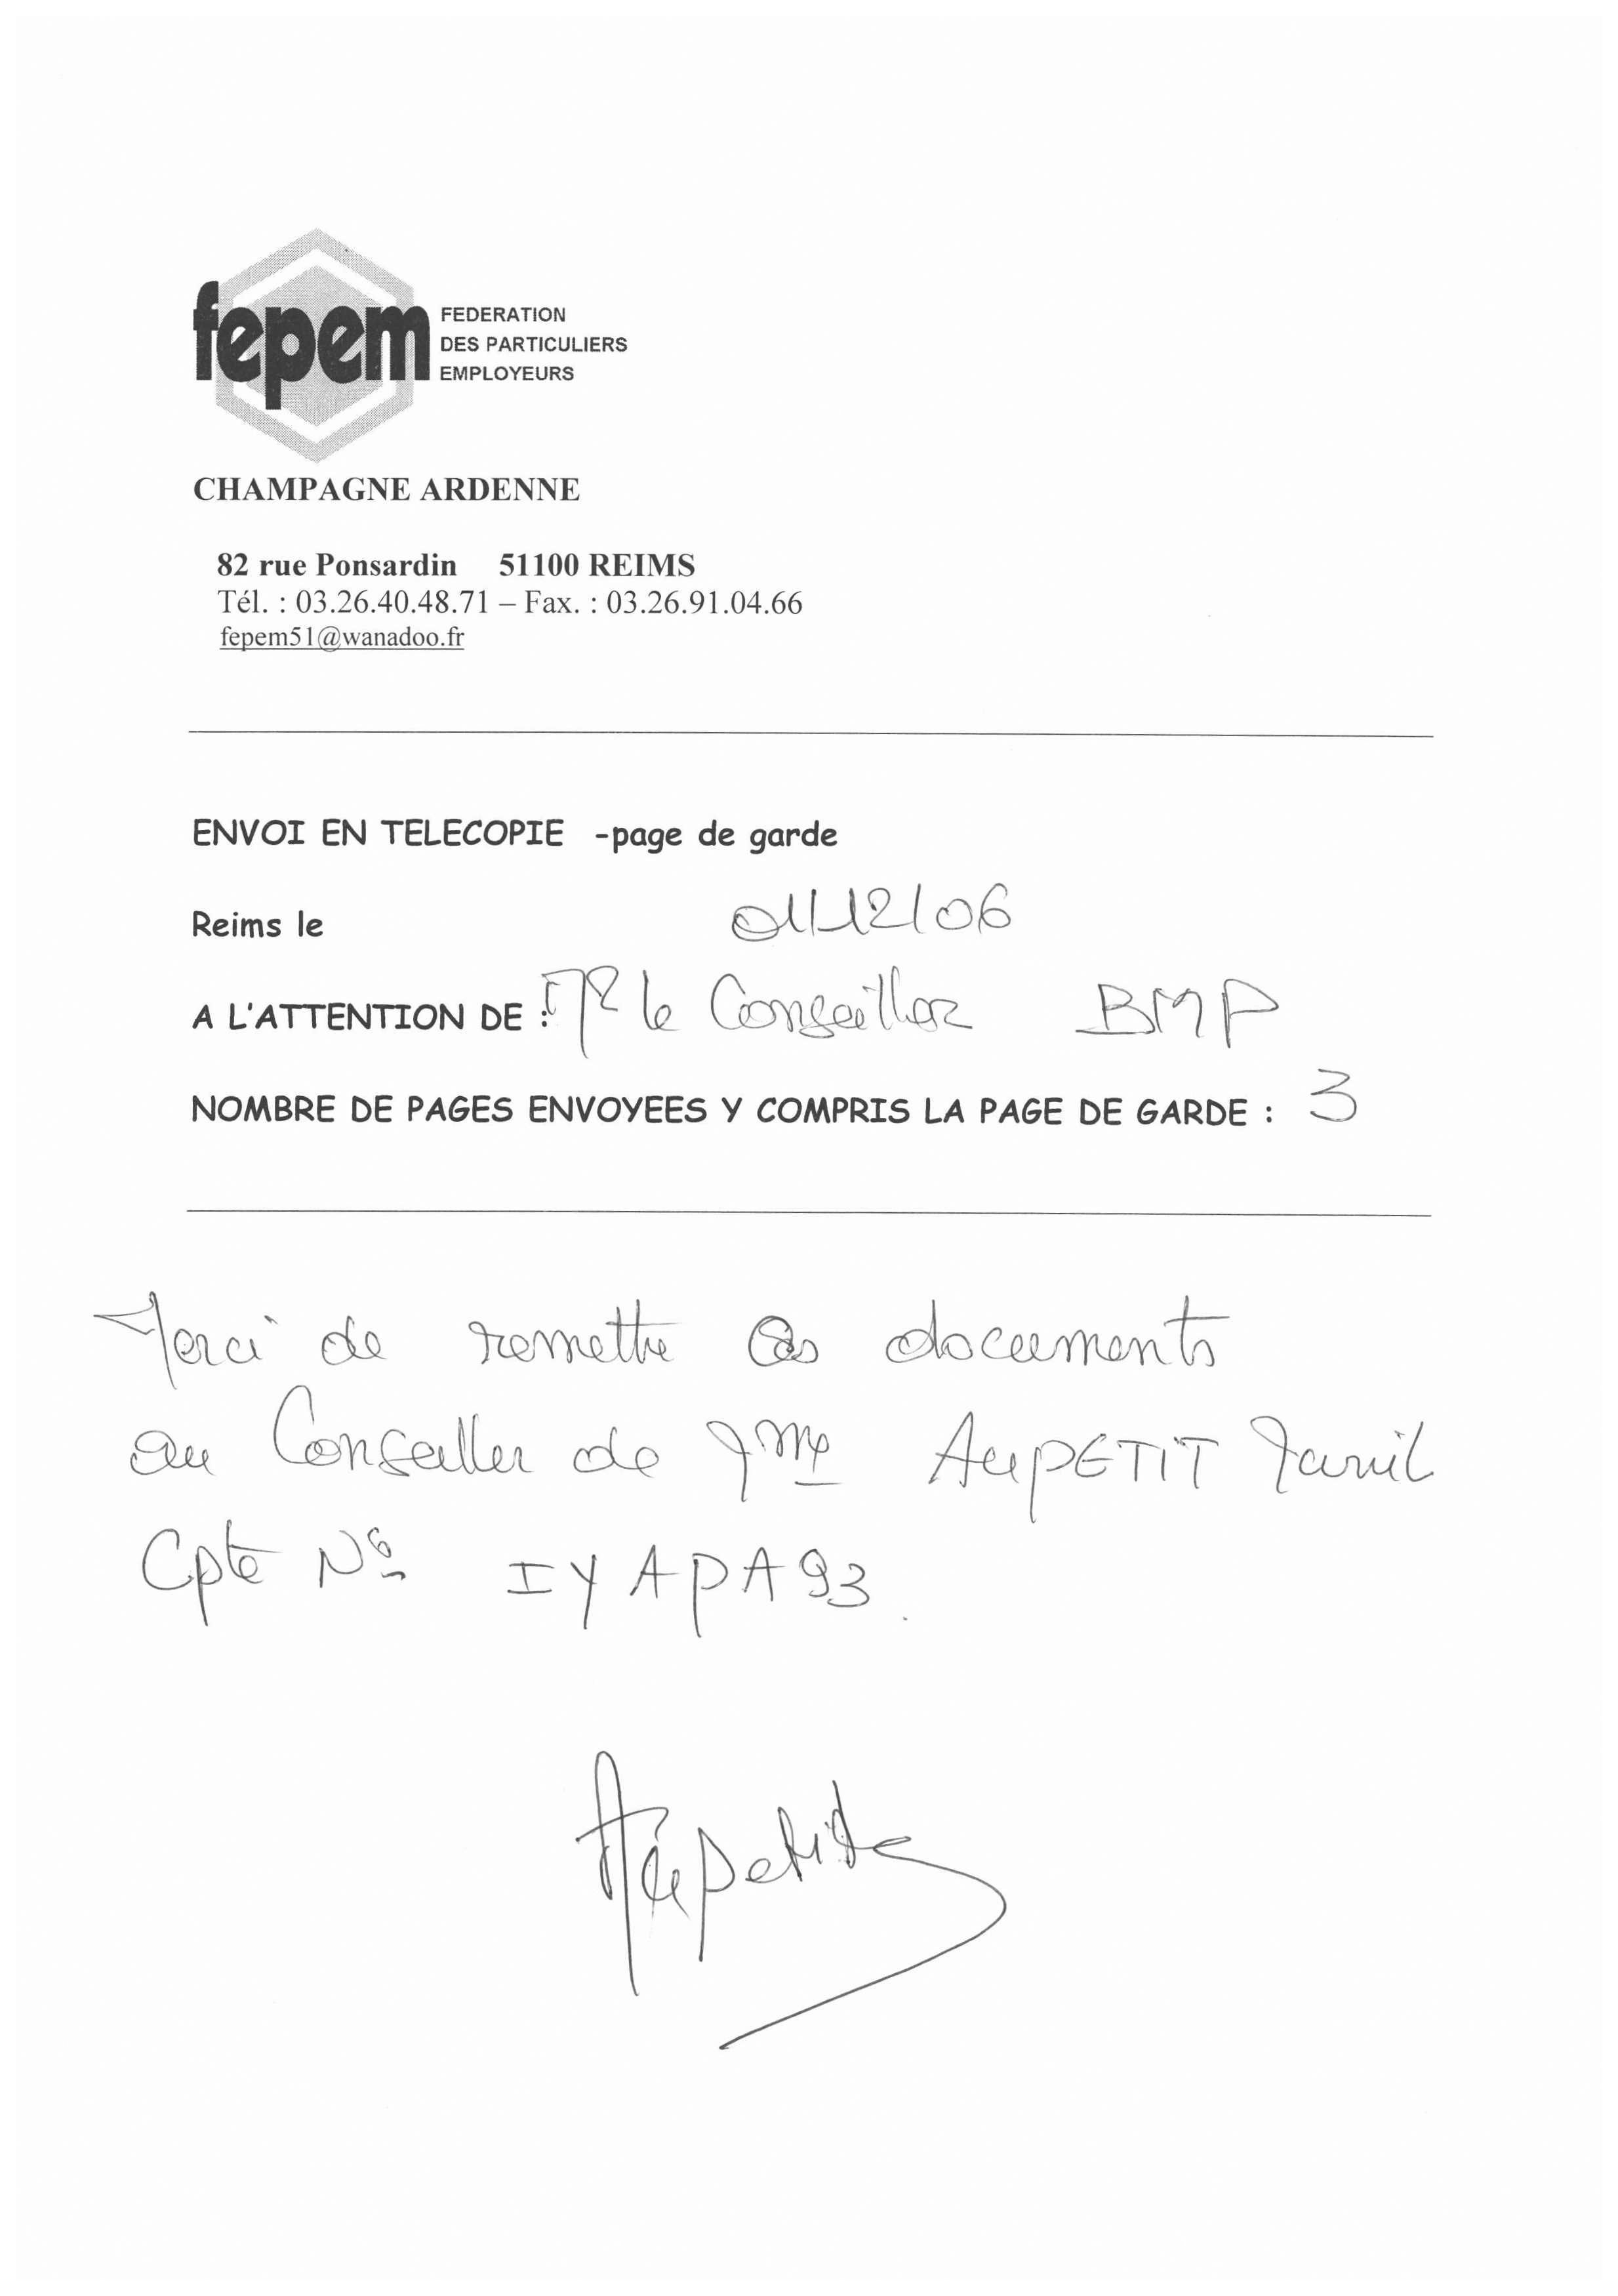 fepem
FEDERATION
DES PARTICULIERS
EMPLOYEURS
CHAMPAGNE ARDENNE
82 rue Ponsardin 51100 REIMS
Tél. : 03.26.40.48.71 – Fax. : 03.26.91.04.66
fepem51@wanadoo.fr
ENVOI EN TELECOPIE -page de garde
Reims le 01/12/06
A L'ATTENTION DE : Mr le Conseiller BMP
NOMBRE DE PAGES ENVOYEES Y COMPRIS LA PAGE DE GARDE : 3
Merci de remettre ces documents
au Conseiller de Mme AuPETIT
Cpte No IYAPA93.
Aupetit